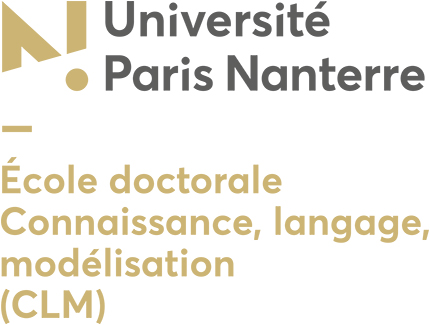 Université
Paris Nanterre
École doctorale
Connaissance, langage,
modélisation
(CLM)